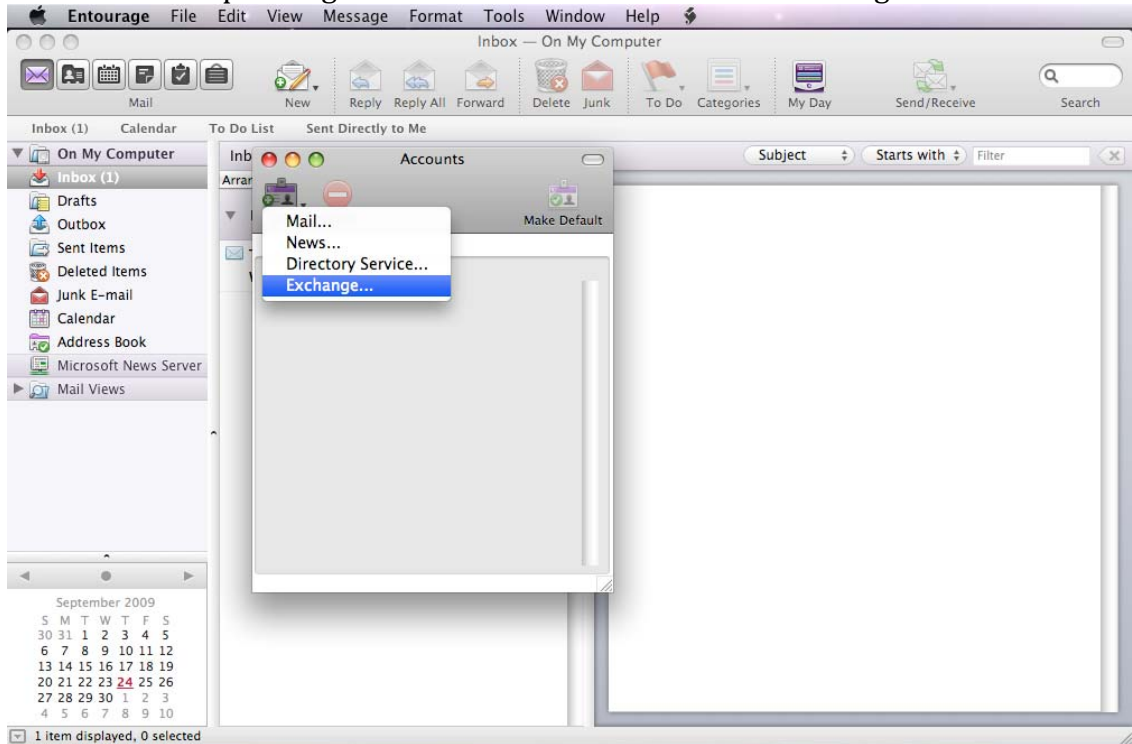 Entourage File Edit View Message Format Tools Window Help
Inbox — On My Computer
Mail New Reply Reply All Forward Delete Junk To Do Categories My Day Send/Receive Search
Inbox (1) Calendar To Do List Sent Directly to Me
On My Computer
Inbox (1)
Drafts
Outbox
Sent Items
Deleted Items
Junk E-mail
Calendar
Address Book
Microsoft News Server
Mail Views
Subject Starts with Filter
Accounts
Make Default
Mail...
News...
Directory Service...
Exchange...
September 2009
S M T W T F S
30 31 1 2 3 4 5
6 7 8 9 10 11 12
13 14 15 16 17 18 19
20 21 22 23 24 25 26
27 28 29 30 1 2 3
4 5 6 7 8 9 10
1 item displayed, 0 selected